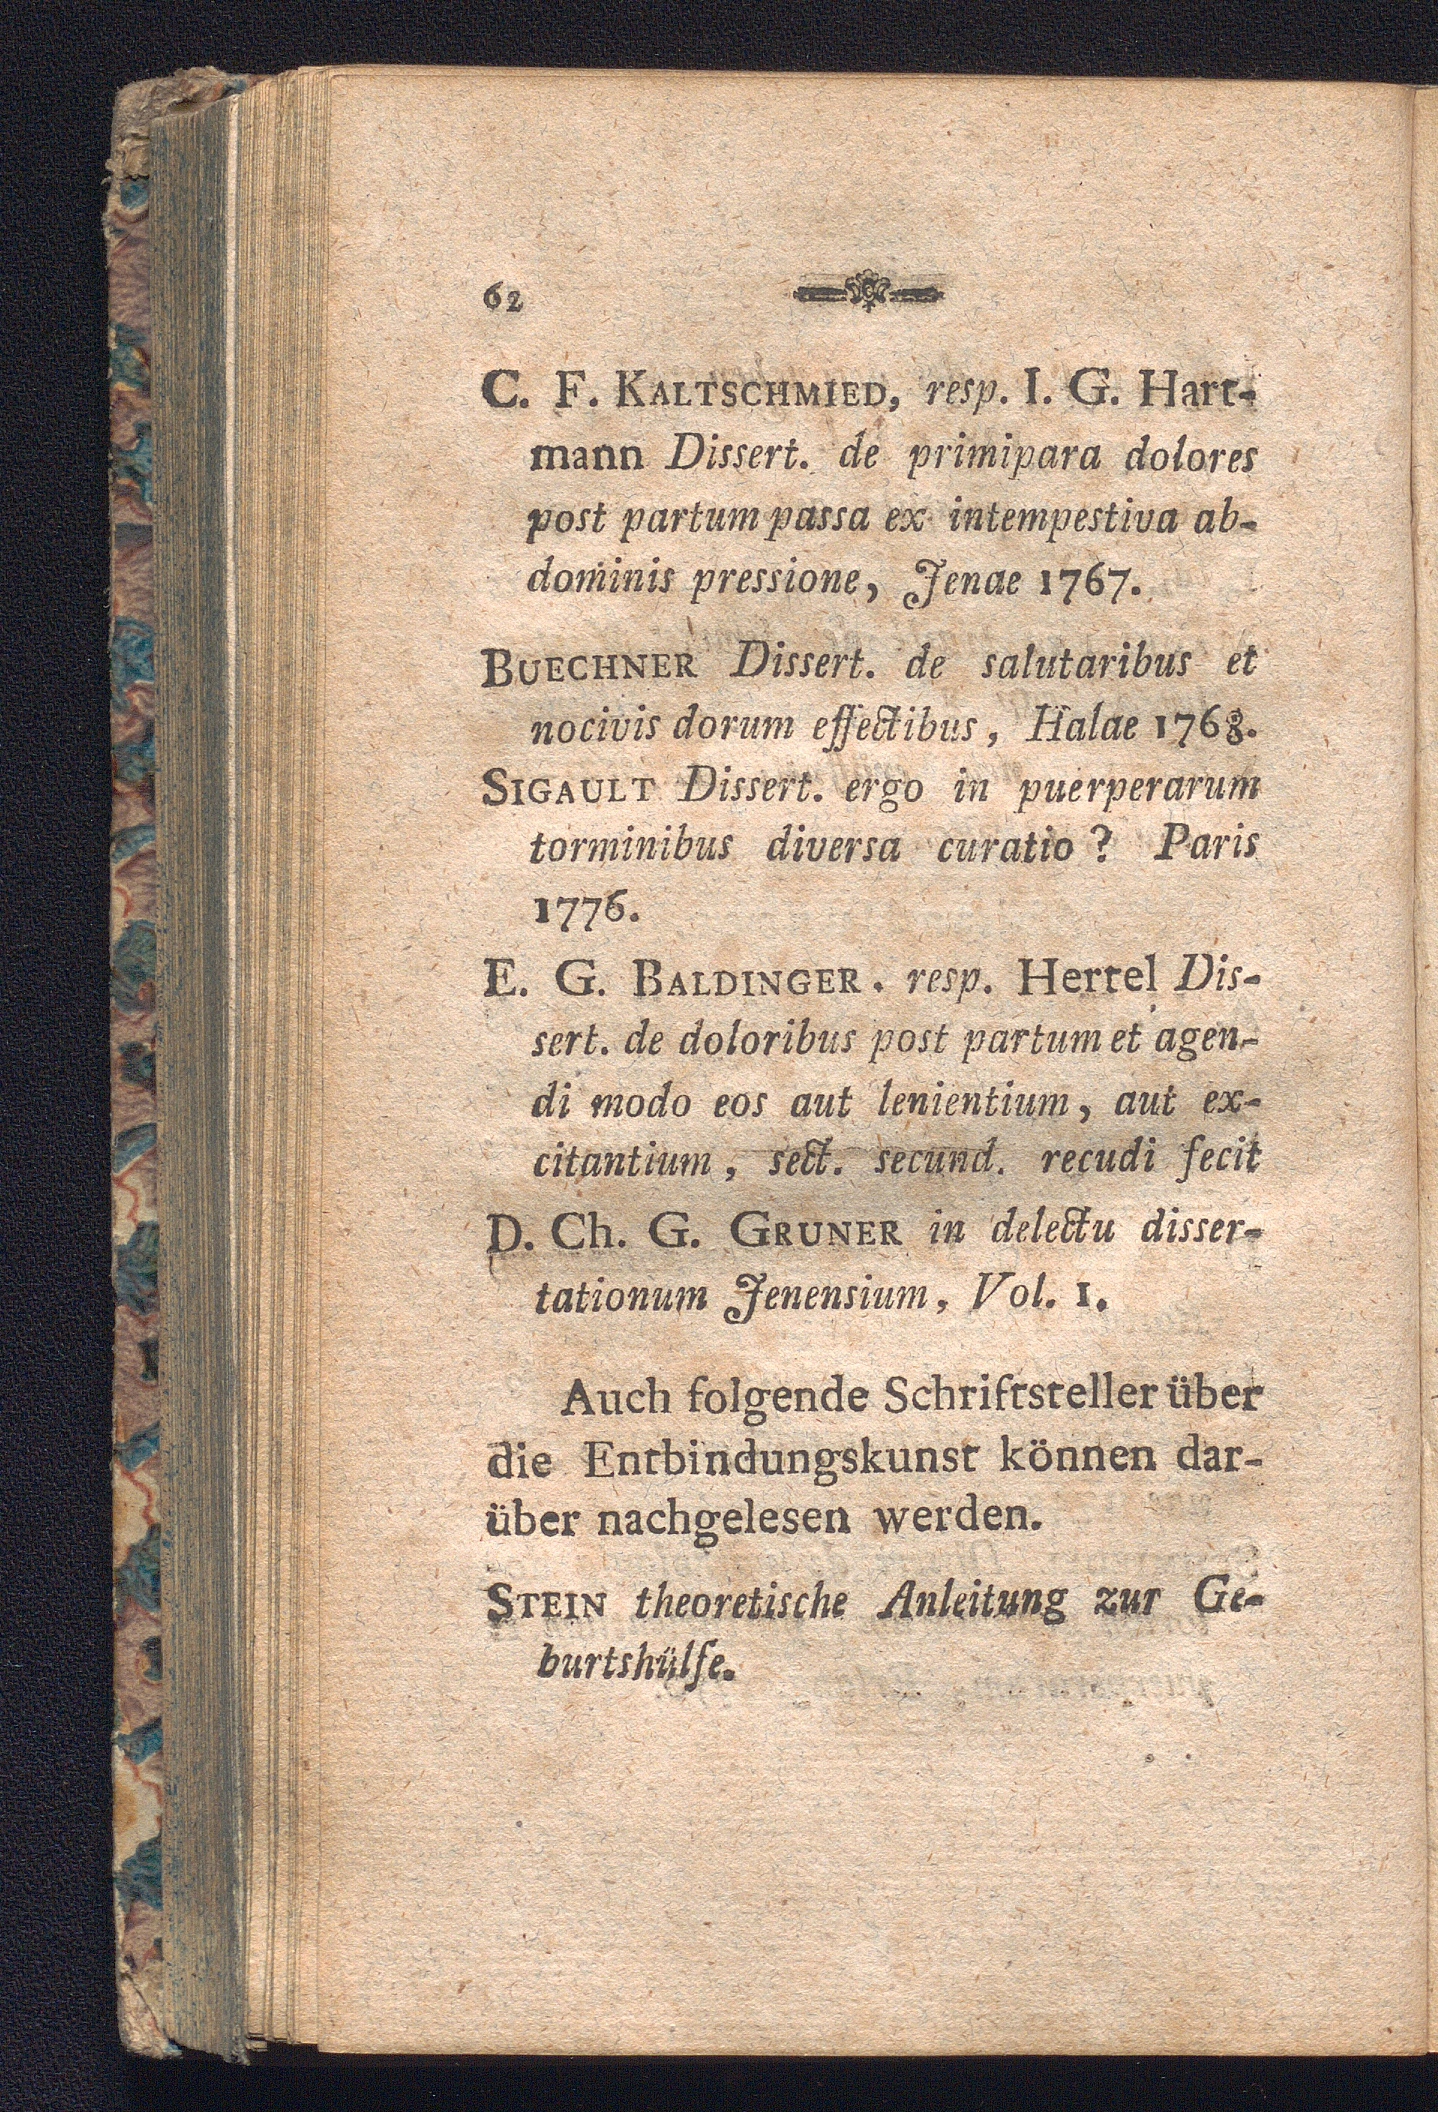 62
C. F. KALTSCHMIED, resp. I. G. Hart-
mann Dissert. de primipara dolores
post partum passa ex intempestiva ab-
dominis pressione, Jenae 1767.
BUECHNER Dissert. de salutaribus et
nocivis dorum effectibus, Halae 1768.
SIGAULT Dissert. ergo in puerperarum
torminibus diversa curatio? Paris
1776.
E. G. BALDINGER. resp. Hertel Dis-
sert. de doloribus post partum et agen-
di modo eos aut lenientium, aut ex-
citantium, sect. secund. recudi fecit
D. Ch. G. GRUNER in delectu disser-
tationum Jenensium, Vol. 1.
Auch folgende Schriftsteller über
die Entbindungskunst können dar-
über nachgelesen werden.
STEIN theoretische Anleitung zur Ge-
burtshülfe.